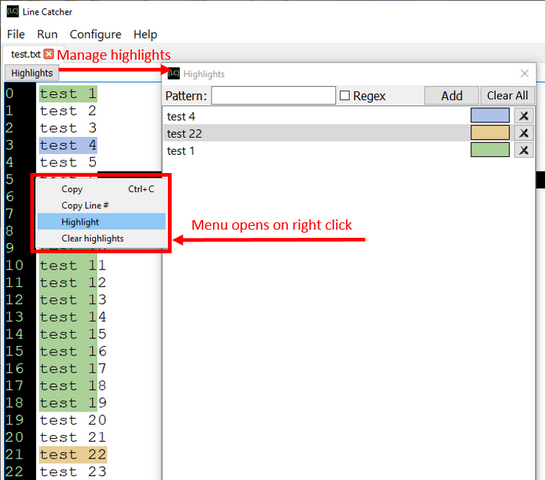 {LC} Line Catcher
File Run Configure Help
test.txt
Manage highlights
Highlights
{LC} Highlights
Pattern: Regex Add Clear All
test 4
test 22
test 1
0 test 1
1 test 2
2 test 3
3 test 4
4 test 5
5
6
7
8
9
10 test 11
11 test 12
12 test 13
13 test 14
14 test 15
15 test 16
16 test 17
17 test 18
18 test 19
19 test 20
20 test 21
21 test 22
22 test 23
Copy Ctrl+C
Copy Line #
Highlight
Clear highlights
Menu opens on right click